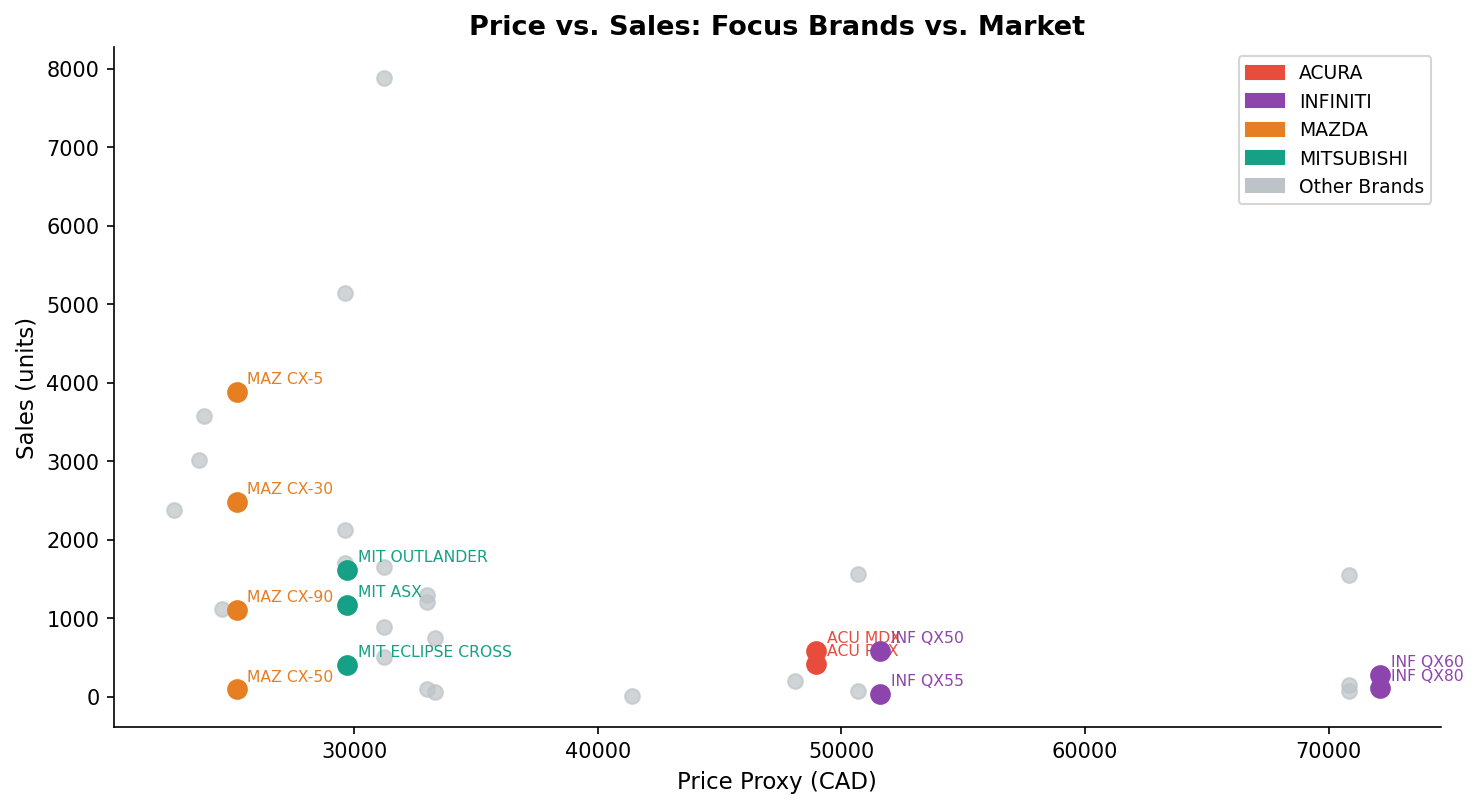 Price vs. Sales: Focus Brands vs. Market
8000
7000
6000
5000
4000
3000
2000
1000
0
Sales (units)
ACURA
INFINITI
MAZDA
MITSUBISHI
Other Brands
MAZ CX-5
MAZ CX-30
MIT OUTLANDER
MIT ASX
MAZ CX-90
MIT ECLIPSE CROSS
MAZ CX-50
ACU MDX
INF QX50
ACU
INF QX55
INF QX60
INF QX80
30000
40000
50000
60000
70000
Price Proxy (CAD)